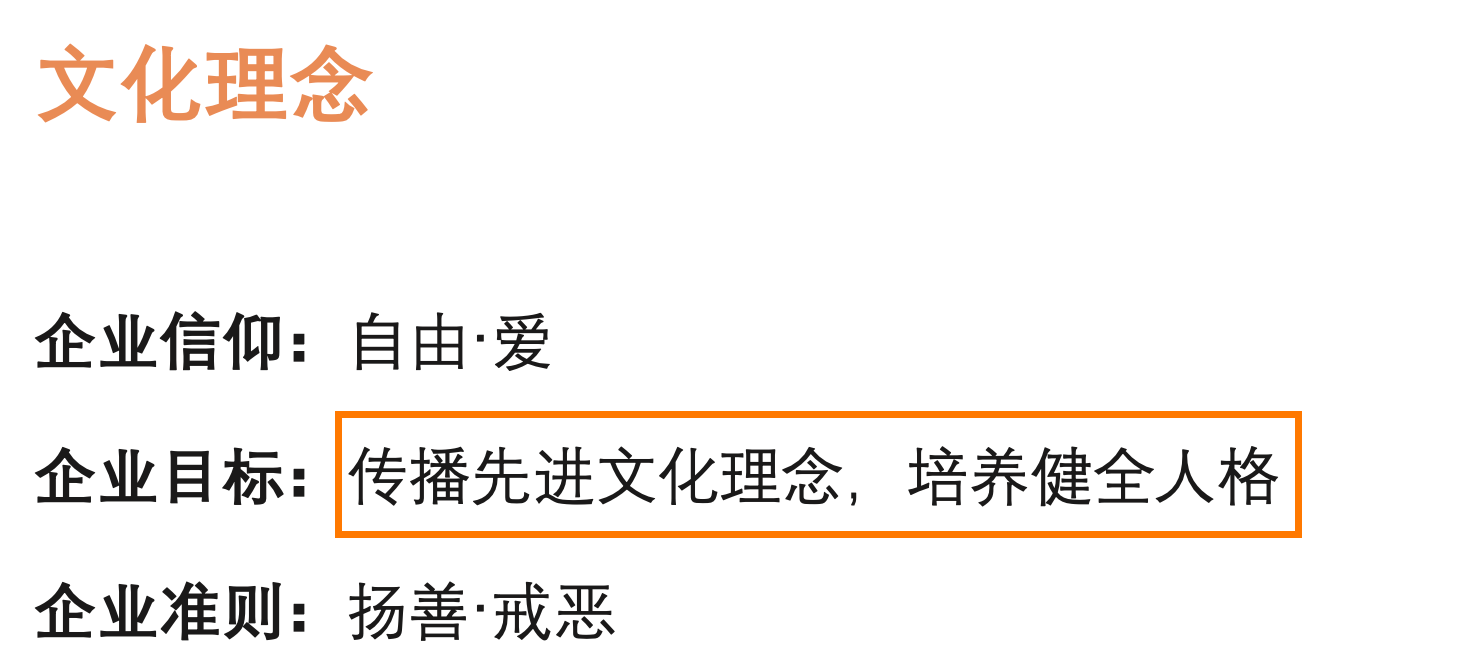 文化理念
企业信仰：自由·爱
企业目标：传播先进文化理念，培养健全人格
企业准则：扬善·戒恶